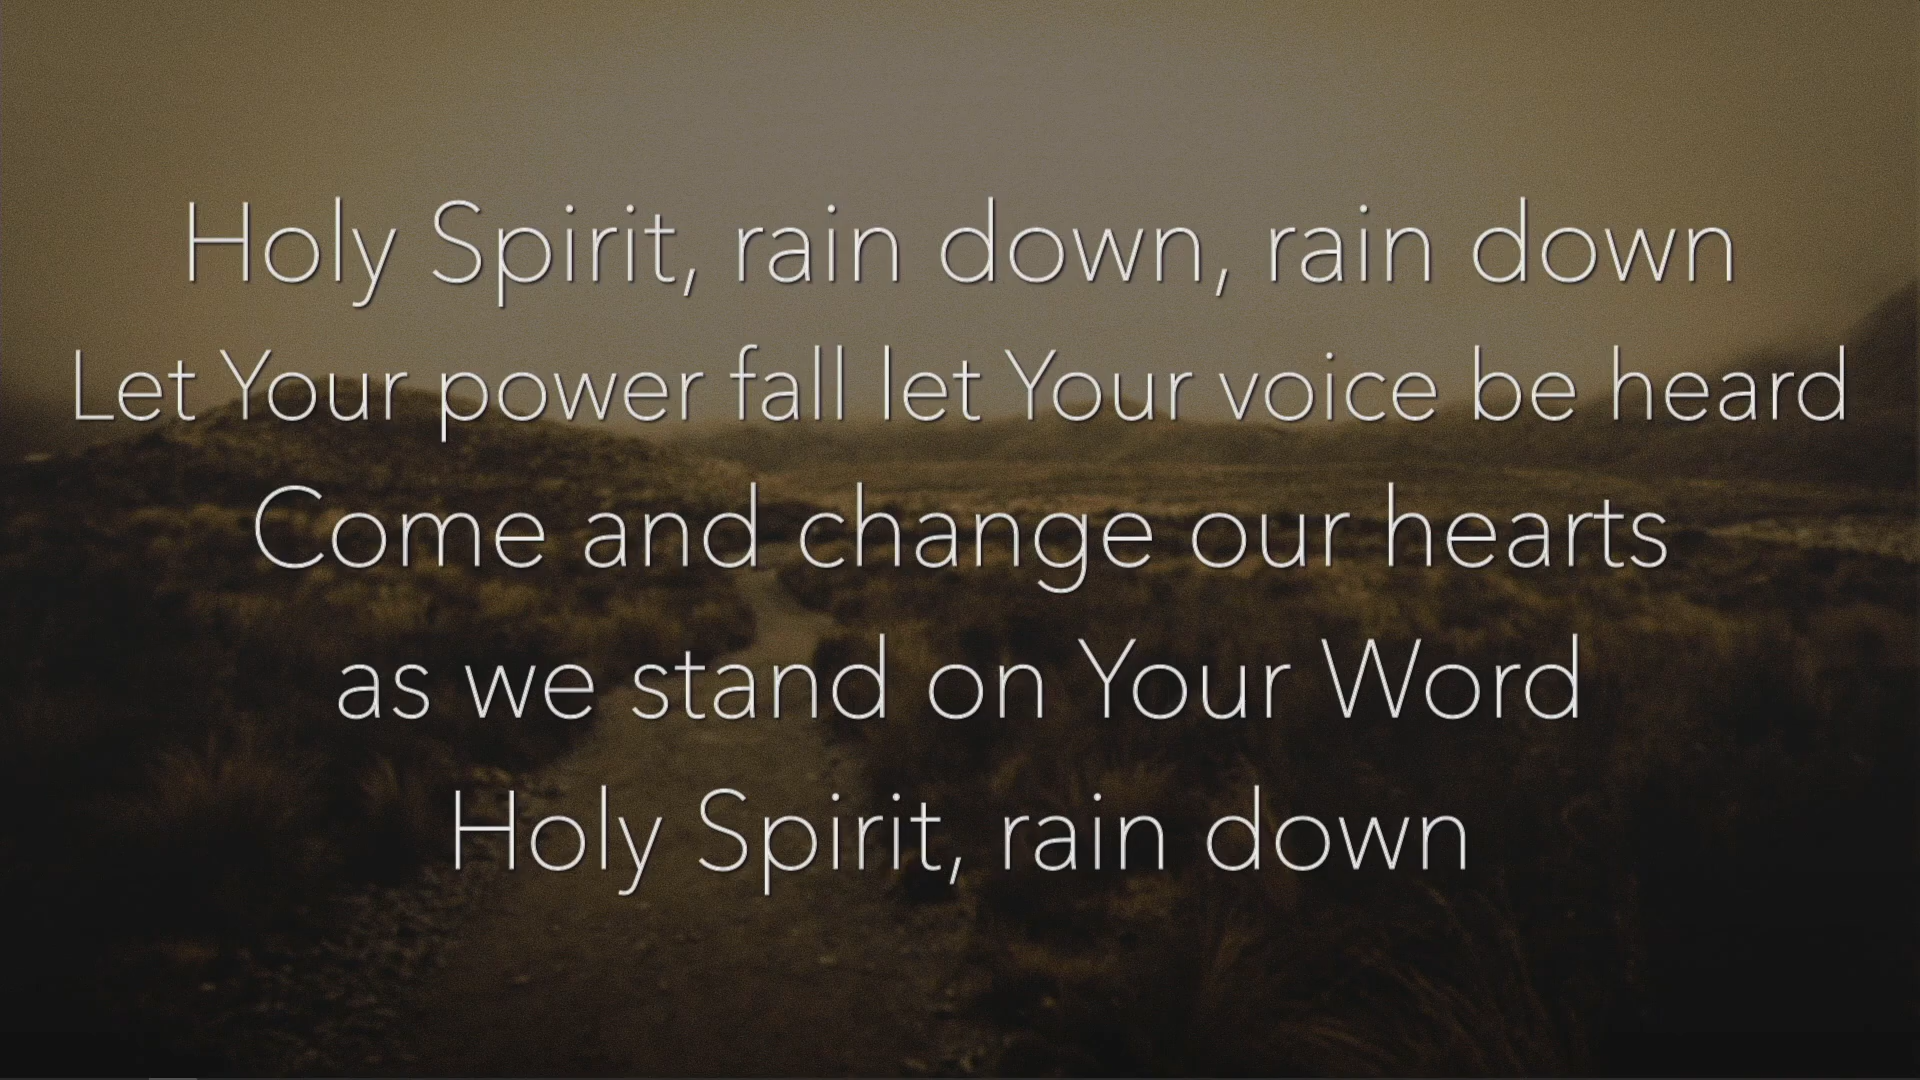 Holy Spirit, rain down, rain down
Let Your power fall let Your voice be heard
Come and change our hearts
as we stand on Your Word
Holy Spirit, rain down